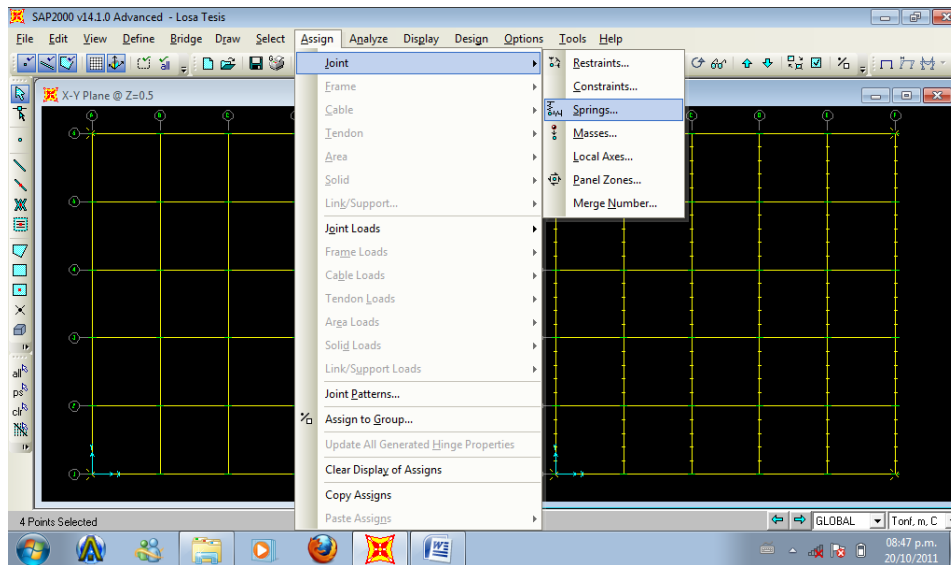 SAP2000 v14.1.0 Advanced - Losa Tesis
File Edit View Define Bridge Draw Select Assign Analyze Display Design Options Tools Help
X-Y Plane @ Z=0.5
Joint
Frame
Cable
Tendon
Area
Solid
Link/Support...
Joint Loads
Frame Loads
Cable Loads
Tendon Loads
Area Loads
Solid Loads
Link/Support Loads
Joint Patterns...
Assign to Group...
Update All Generated Hinge Properties
Clear Display of Assigns
Copy Assigns
Paste Assigns
Restraints...
Constraints...
Springs...
Masses...
Local Axes...
Panel Zones...
Merge Number...
all
ps
clr
4 Points Selected
GLOBAL
Tonf, m, C
08:47 p.m.
20/10/2011